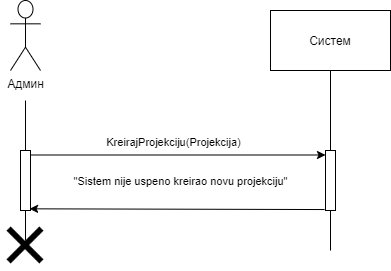 Систем
Админ
KreirajProjekciju(Projekcija)
"Sistem nije uspeno kreirao novu projekciju"